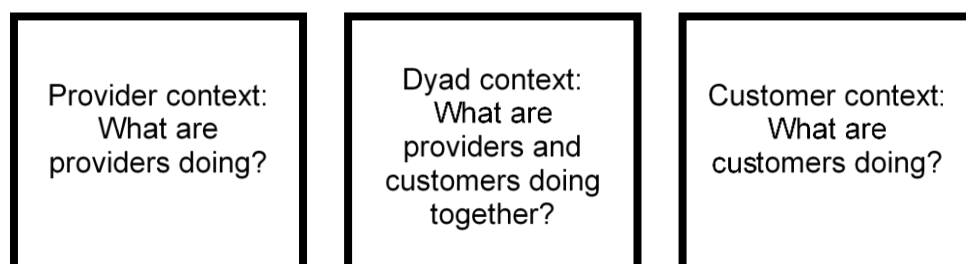 Provider context:
What are
providers doing?
Dyad context:
What are
providers and
customers doing
together?
Customer context:
What are
customers doing?